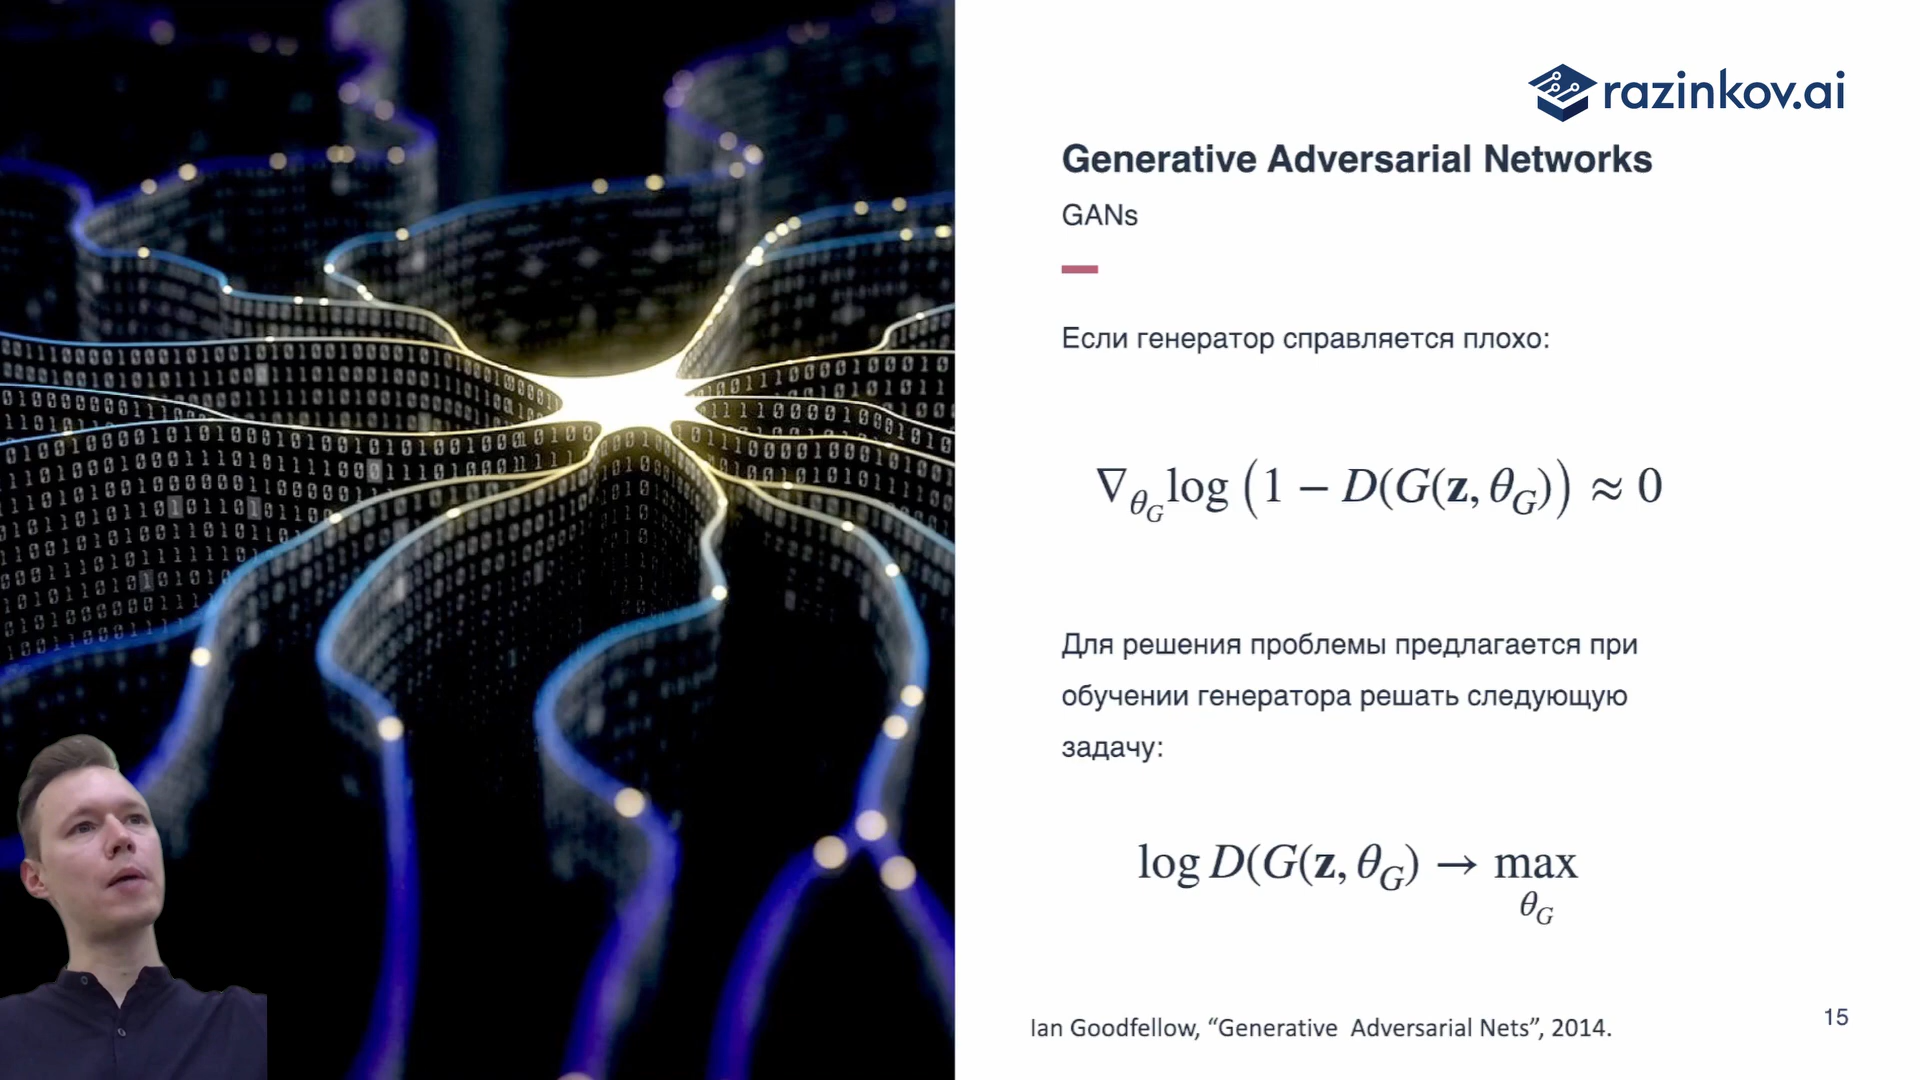 razinkov.ai
Generative Adversarial Networks
GANs
Если генератор справляется плохо:
∇_{θ_G} log (1 − D(G(𝐳, θ_G)) ≈ 0
Для решения проблемы предлагается при
обучении генератора решать следующую
задачу:
log D(G(𝐳, θ_G) → max_{θ_G}
Ian Goodfellow, “Generative Adversarial Nets”, 2014.
15